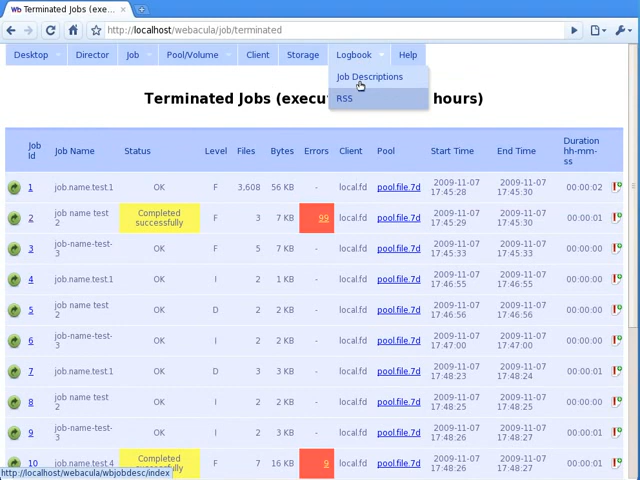 Wb Terminated Jobs (exe...
http://localhost/webacula/job/terminated
Desktop Director Job Pool/Volume Client Storage Logbook Help
Job Descriptions
RSS
Terminated Jobs (execu hours)
Job Id Job Name Status Level Files Bytes Errors Client Pool Start Time End Time Duration hh-mm-ss
1 job.name.test.1 OK F 3,608 56 KB - local.fd pool.file.7d 2009-11-07 17:45:28 2009-11-07 17:45:30 00:00:02
2 job name test 2 Completed successfully F 3 7 KB 99 local.fd pool.file.7d 2009-11-07 17:45:29 2009-11-07 17:45:30 00:00:01
3 job-name-test-3 OK F 5 7 KB - local.fd pool.file.7d 2009-11-07 17:45:33 2009-11-07 17:45:33 00:00:00
4 job.name.test.1 OK I 2 1 KB - local.fd pool.file.7d 2009-11-07 17:46:55 2009-11-07 17:46:55 00:00:00
5 job name test 2 OK D 2 2 KB - local.fd pool.file.7d 2009-11-07 17:46:56 2009-11-07 17:46:56 00:00:00
6 job-name-test-3 OK I 2 2 KB - local.fd pool.file.7d 2009-11-07 17:47:00 2009-11-07 17:47:00 00:00:00
7 job.name.test.1 OK D 3 3 KB - local.fd pool.file.7d 2009-11-07 17:48:23 2009-11-07 17:48:24 00:00:01
8 job name test 2 OK I 2 2 KB - local.fd pool.file.7d 2009-11-07 17:48:25 2009-11-07 17:48:25 00:00:00
9 job-name-test-3 OK I 2 2 KB - local.fd pool.file.7d 2009-11-07 17:48:26 2009-11-07 17:48:27 00:00:01
10 job.name.test.4 Completed successfully F 7 16 KB 9 local.fd pool.file.7d 2009-11-07 17:48:26 2009-11-07 17:48:27 00:00:01
http://localhost/webacula/wbjobdesc/index